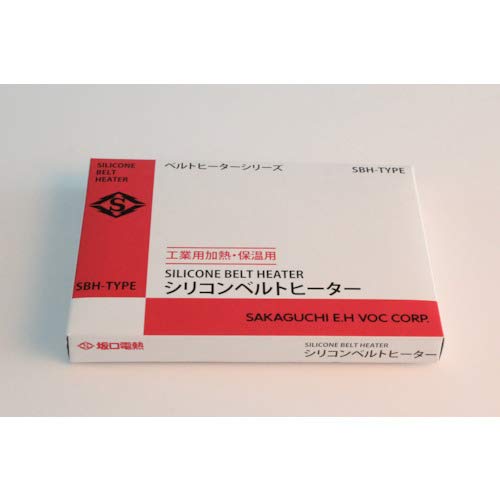 SILICONE
BELT
HEATER
S
ベルトヒーターシリーズ
SBH-TYPE
工業用加熱・保温用
SILICONE BELT HEATER
シリコンベルトヒーター
SBH-TYPE
SAKAGUCHI E.H VOC CORP.
S 坂口電熱
SILICONE BELT HEATER
シリコンベルトヒーター